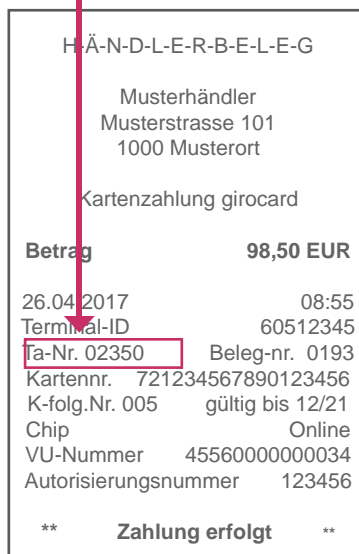 H-Ä-N-D-L-E-R-B-E-L-E-G
Musterhändler
Musterstrasse 101
1000 Musterort
Kartenzahlung girocard
Betrag 98,50 EUR
26.04.2017 08:55
Terminal-ID 60512345
Ta-Nr. 02350 Beleg-nr. 0193
Kartennr. 721234567890123456
K-folg.Nr. 005 gültig bis 12/21
Chip Online
VU-Nummer 45560000000034
Autorisierungsnummer 123456
** Zahlung erfolgt **